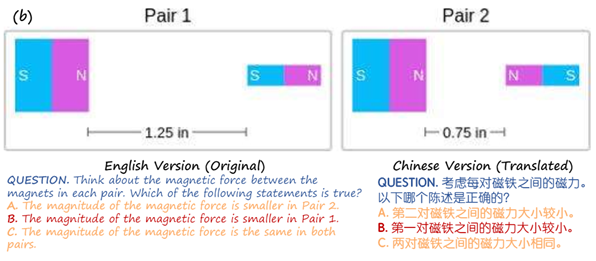 (b)
Pair 1
Pair 2
S N S N
N S
1.25 in
0.75 in
English Version (Original)
QUESTION. Think about the magnetic force between the
magnets in each pair. Which of the following statements is true?
A. The magnitude of the magnetic force is smaller in Pair 2.
B. The magnitude of the magnetic force is smaller in Pair 1.
C. The magnitude of the magnetic force is the same in both
pairs.
Chinese Version (Translated)
QUESTION. 考虑每对磁铁之间的磁力。
以下哪个陈述是正确的?
A. 第二对磁铁之间的磁力大小较小。
B. 第一对磁铁之间的磁力大小较小。
C. 两对磁铁之间的磁力大小相同。